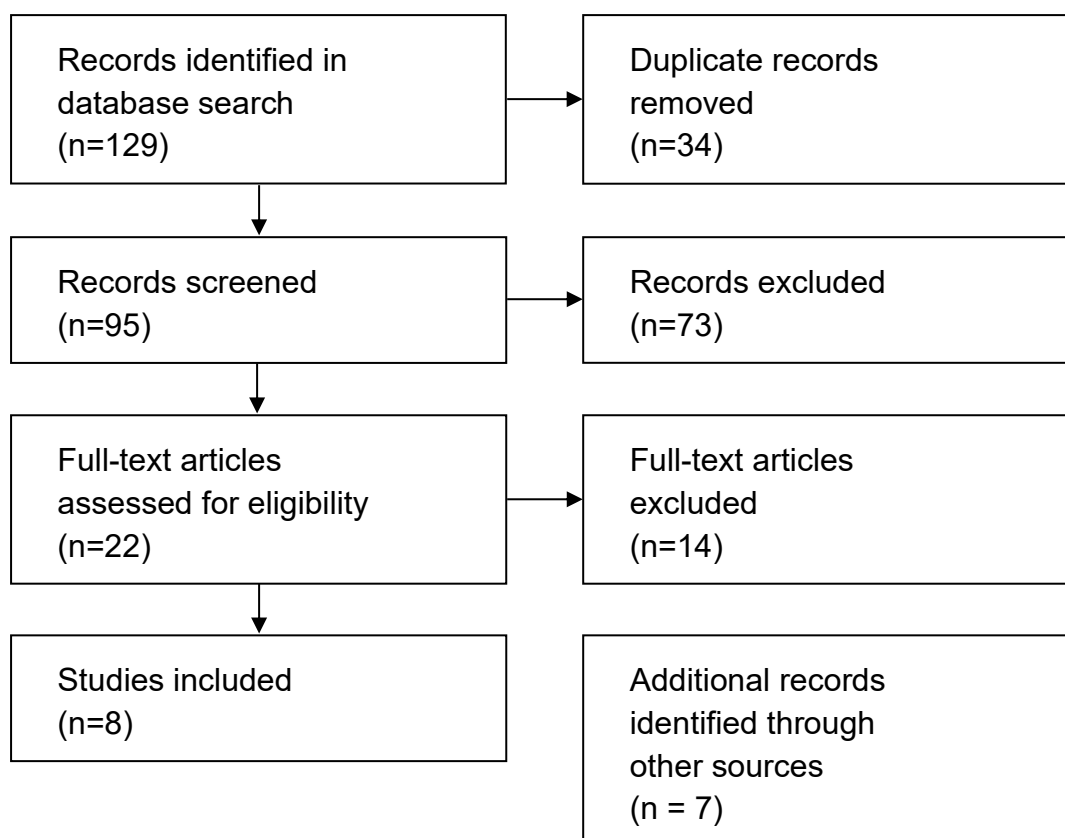 Records identified in
database search
(n=129)
Duplicate records
removed
(n=34)
Records screened
(n=95)
Records excluded
(n=73)
Full-text articles
assessed for eligibility
(n=22)
Full-text articles
excluded
(n=14)
Studies included
(n=8)
Additional records
identified through
other sources
(n = 7)